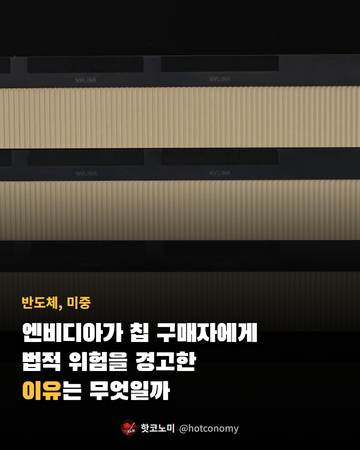 반도체, 미중
엔비디아가 칩 구매자에게
법적 위험을 경고한
이유는 무엇일까
핫코노미 @hotconomy